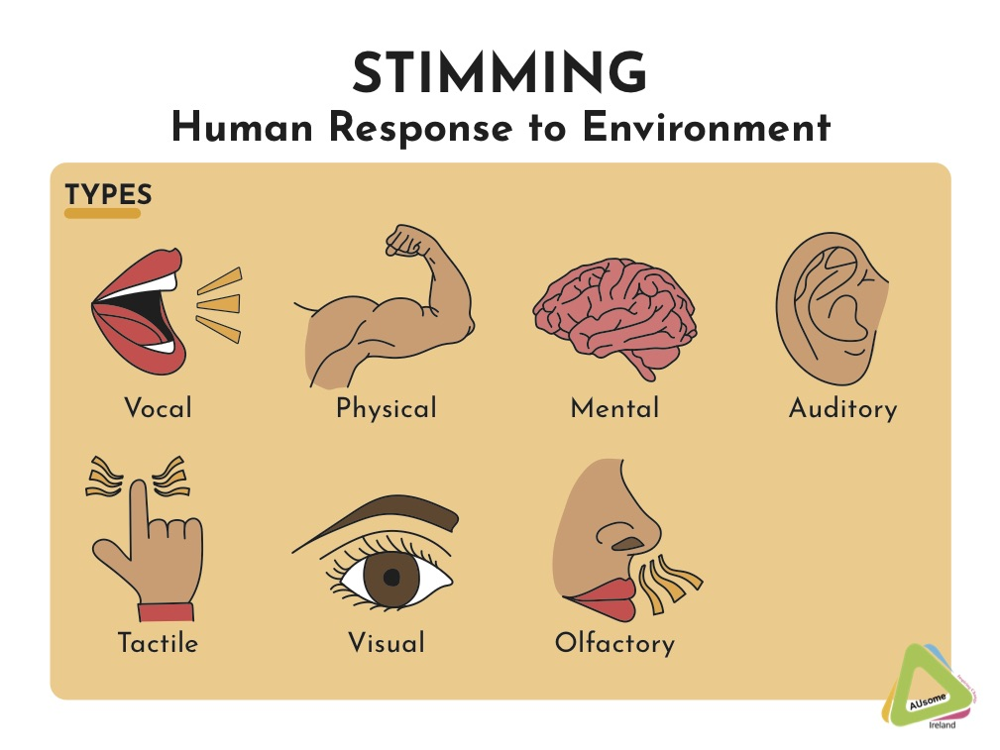 STIMMING
Human Response to Environment
TYPES
Vocal
Physical
Mental
Auditory
Tactile
Visual
Olfactory
AUsome
Ireland